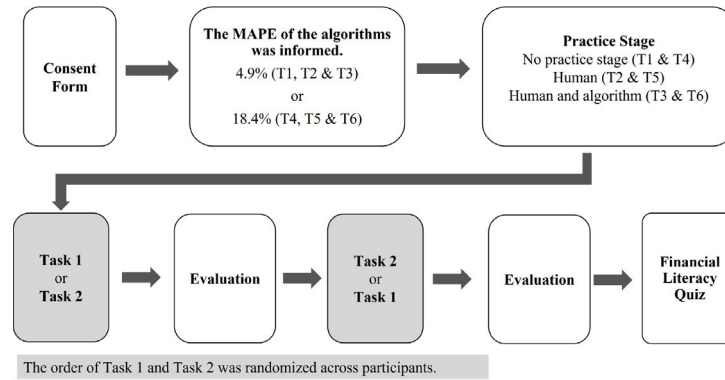 Consent
Form
The MAPE of the algorithms
was informed.
4.9% (T1, T2 & T3)
or
18.4% (T4, T5 & T6)
Practice Stage
No practice stage (T1 & T4)
Human (T2 & T5)
Human and algorithm (T3 & T6)
Task 1
or
Task 2
Evaluation
Task 2
or
Task 1
Evaluation
Financial
Literacy
Quiz
The order of Task 1 and Task 2 was randomized across participants.